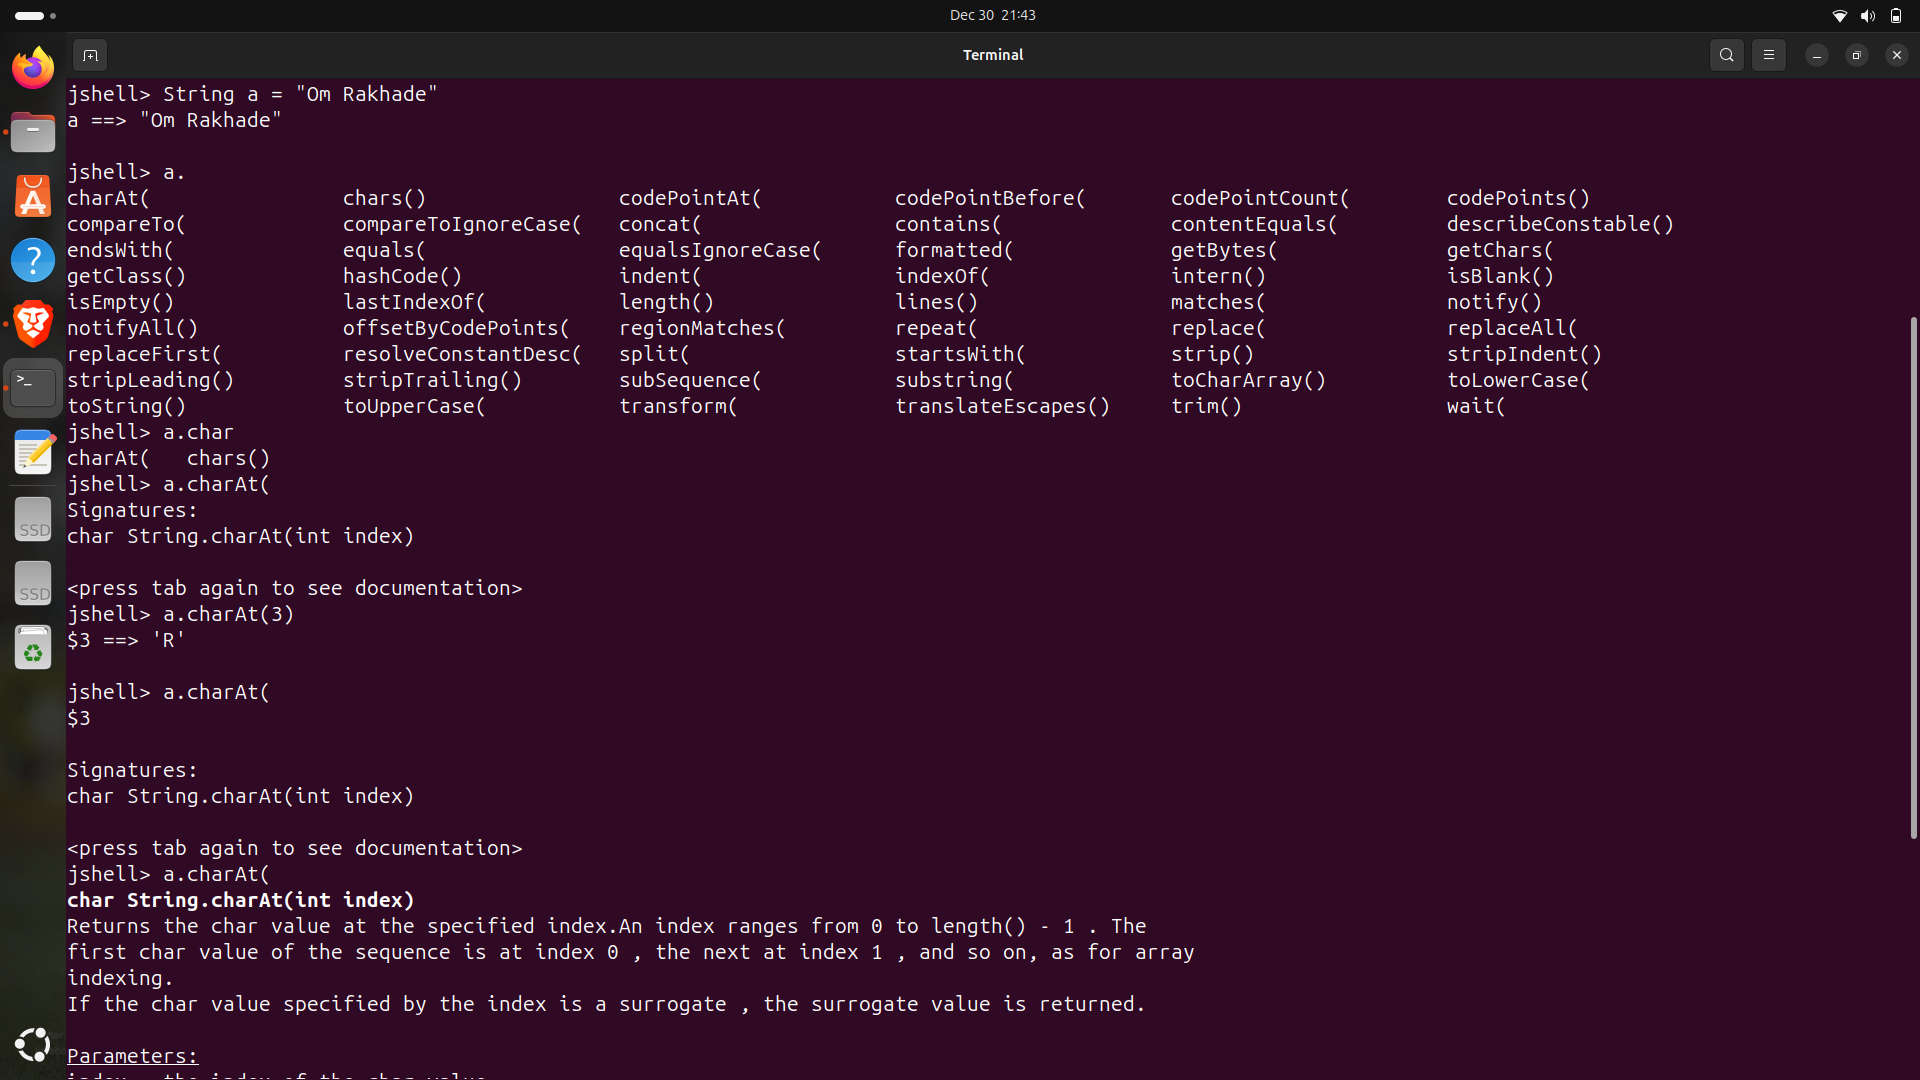 Dec 30 21:43
Terminal
jshell> String a = "Om Rakhade"
a ==> "Om Rakhade"
jshell> a.
charAt( chars() codePointAt( codePointBefore( codePointCount( codePoints()
compareTo( compareToIgnoreCase( concat( contains( contentEquals( describeConstable()
endsWith( equals( equalsIgnoreCase( formatted( getBytes( getChars(
getClass() hashCode() indent( indexOf( intern() isBlank()
isEmpty() lastIndexOf( length() lines() matches( notify()
notifyAll() offsetByCodePoints( regionMatches( repeat( replace( replaceAll(
replaceFirst( resolveConstantDesc( split( startsWith( strip() stripIndent()
stripLeading() stripTrailing() subSequence( substring( toCharArray() toLowerCase(
toString() toUpperCase( transform( translateEscapes() trim() wait(
jshell> a.char
charAt( chars()
jshell> a.charAt(
Signatures:
char String.charAt(int index)
<press tab again to see documentation>
jshell> a.charAt(3)
$3 ==> 'R'
jshell> a.charAt(
$3
Signatures:
char String.charAt(int index)
<press tab again to see documentation>
jshell> a.charAt(
char String.charAt(int index)
Returns the char value at the specified index.An index ranges from 0 to length() - 1 . The
first char value of the sequence is at index 0 , the next at index 1 , and so on, as for array
indexing.
If the char value specified by the index is a surrogate , the surrogate value is returned.
Parameters:
index - the index of the char value
SSD
SSD